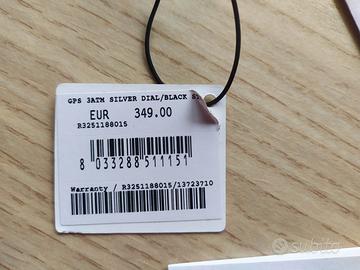 GPS 3ATM SILVER DIAL/BLACK
EUR 349.00
R3251188015
8 033288 511151
Warranty / R3251188015/13723710
subito